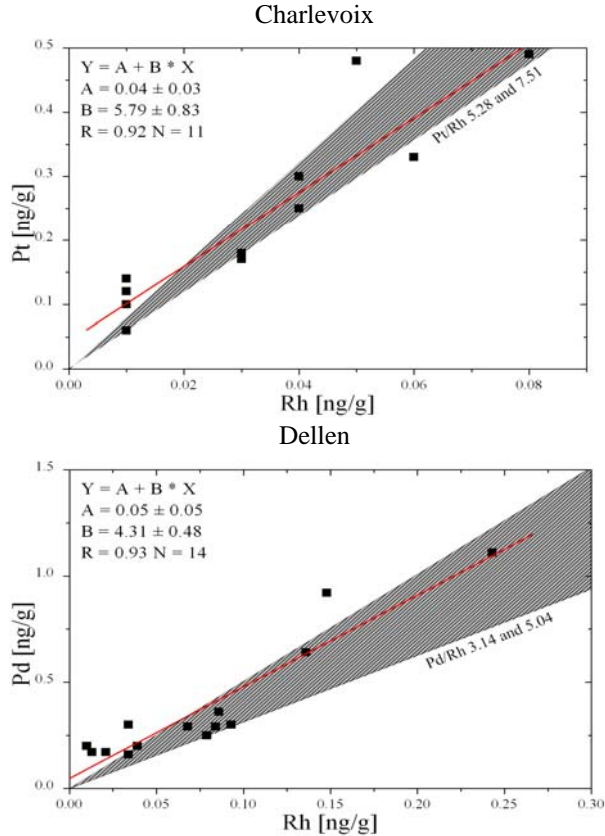 Charlevoix
0.5
Y = A + B * X
A = 0.04 ± 0.03
B = 5.79 ± 0.83
R = 0.92 N = 11
Pt/Rh 5.28 and 7.51
0.4
0.3
0.2
0.1
0.0
Pt [ng/g]
0.00 0.02 0.04 0.06 0.08
Rh [ng/g]
Dellen
1.5
Y = A + B * X
A = 0.05 ± 0.05
B = 4.31 ± 0.48
R = 0.93 N = 14
Pd/Rh 3.14 and 5.04
1.0
0.5
0.0
Pd [ng/g]
0.00 0.05 0.10 0.15 0.20 0.25 0.30
Rh [ng/g]